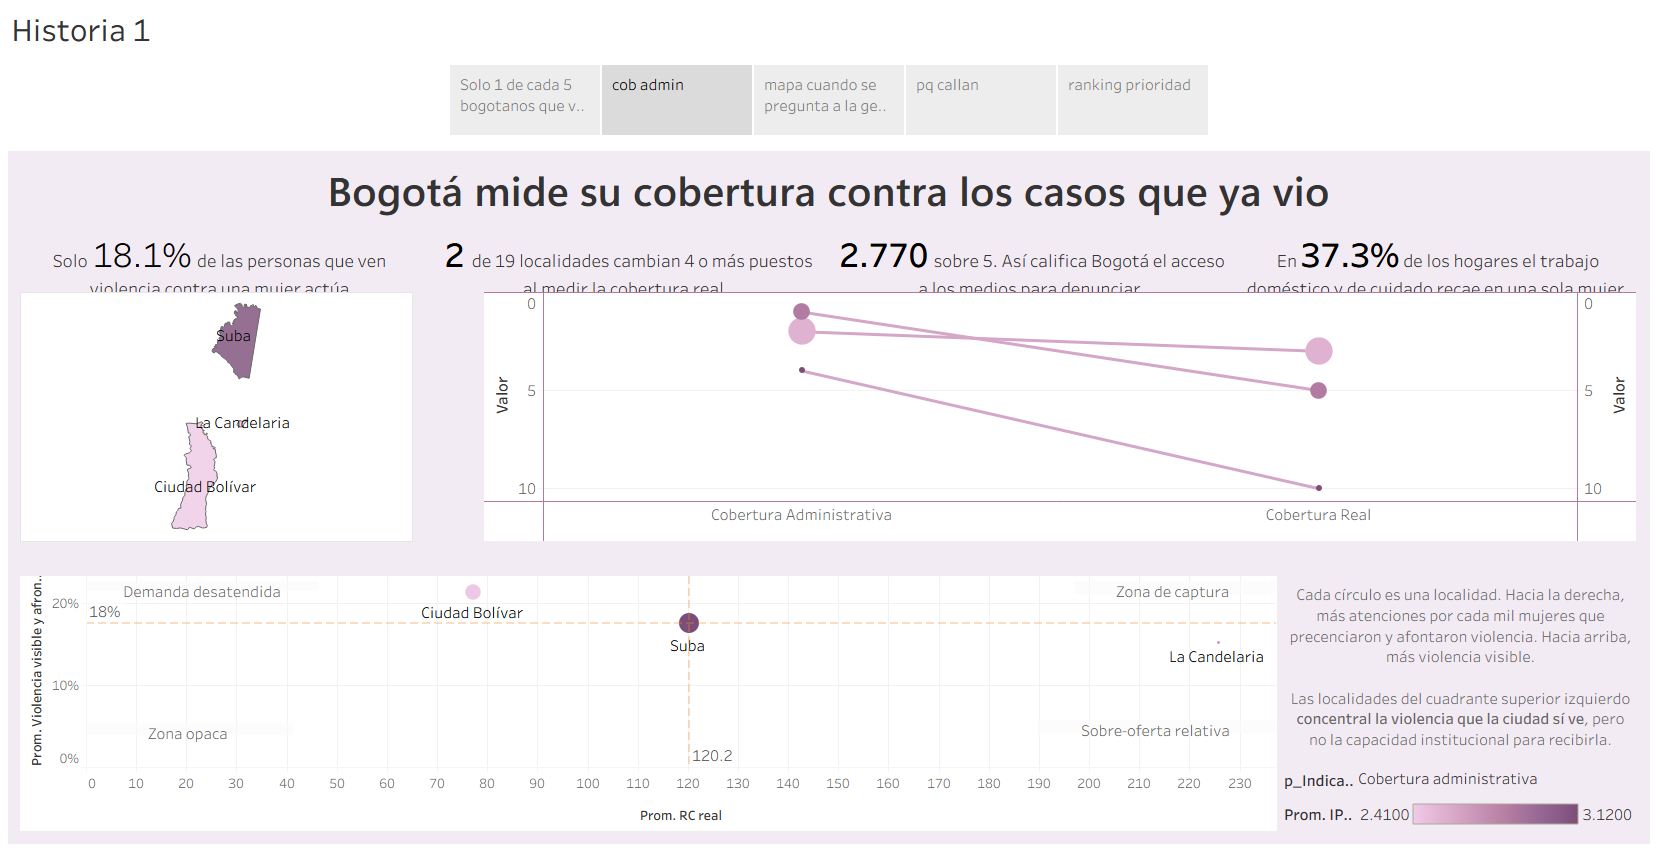 Historia 1
Solo 1 de cada 5
bogotanos que v..
cob admin
mapa cuando se
pregunta a la ge..
pq callan
ranking prioridad
Bogotá mide su cobertura contra los casos que ya vio
Solo 18.1% de las personas que ven
violencia contra una mujer actúa
2 de 19 localidades cambian 4 o más puestos
al medir la cobertura real
2.770 sobre 5. Así califica Bogotá el acceso
a los medios para denunciar
En 37.3% de los hogares el trabajo
doméstico y de cuidado recae en una sola mujer
Suba
La Candelaria
Ciudad Bolívar
0
5
10
Valor
Cobertura Administrativa
Cobertura Real
0
5
10
Valor
Prom. Violencia visible y afron..
20%
10%
0%
Demanda desatendida
Zona de captura
18%
Ciudad Bolívar
Suba
La Candelaria
Zona opaca
Sobre-oferta relativa
120.2
0 10 20 30 40 50 60 70 80 90 100 110 120 130 140 150 160 170 180 190 200 210 220 230
Prom. RC real
Cada círculo es una localidad. Hacia la derecha,
más atenciones por cada mil mujeres que
precenciaron y afontaron violencia. Hacia arriba,
más violencia visible.
Las localidades del cuadrante superior izquierdo
concentral la violencia que la ciudad sí ve, pero
no la capacidad institucional para recibirla.
p_Indica.. Cobertura administrativa
Prom. IP.. 2.4100 3.1200